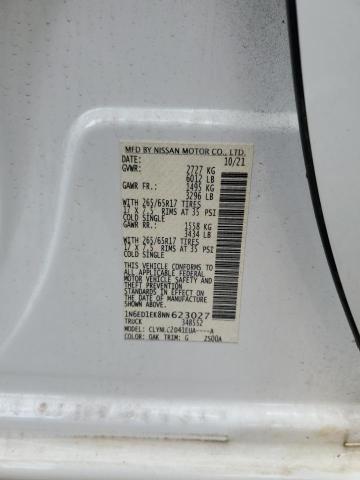 MFD BY NISSAN MOTOR CO., LTD.
DATE: 10/21
GVWR: 2727 KG
6012 LB
GAWR FR.: 1495 KG
3296 LB
WITH 265/65R17 TIRES
17 X 7.5 RIMS AT 35 PSI
COLD SINGLE
GAWR RR.: 1558 KG
3434 LB
WITH 265/65R17 TIRES
17 X 7.5 RIMS AT 35 PSI
COLD SINGLE
THIS VEHICLE CONFORMS TO
ALL APPLICABLE FEDERAL
MOTOR VEHICLE SAFETY AND
THEFT PREVENTION
STANDARDS IN EFFECT ON
THE DATE OF MANUFACTURE
SHOWN ABOVE.
1N6ED1EK8NN623027
TRUCK 348552
MODEL: A
COLOR: QAK TRIM: G 2500A